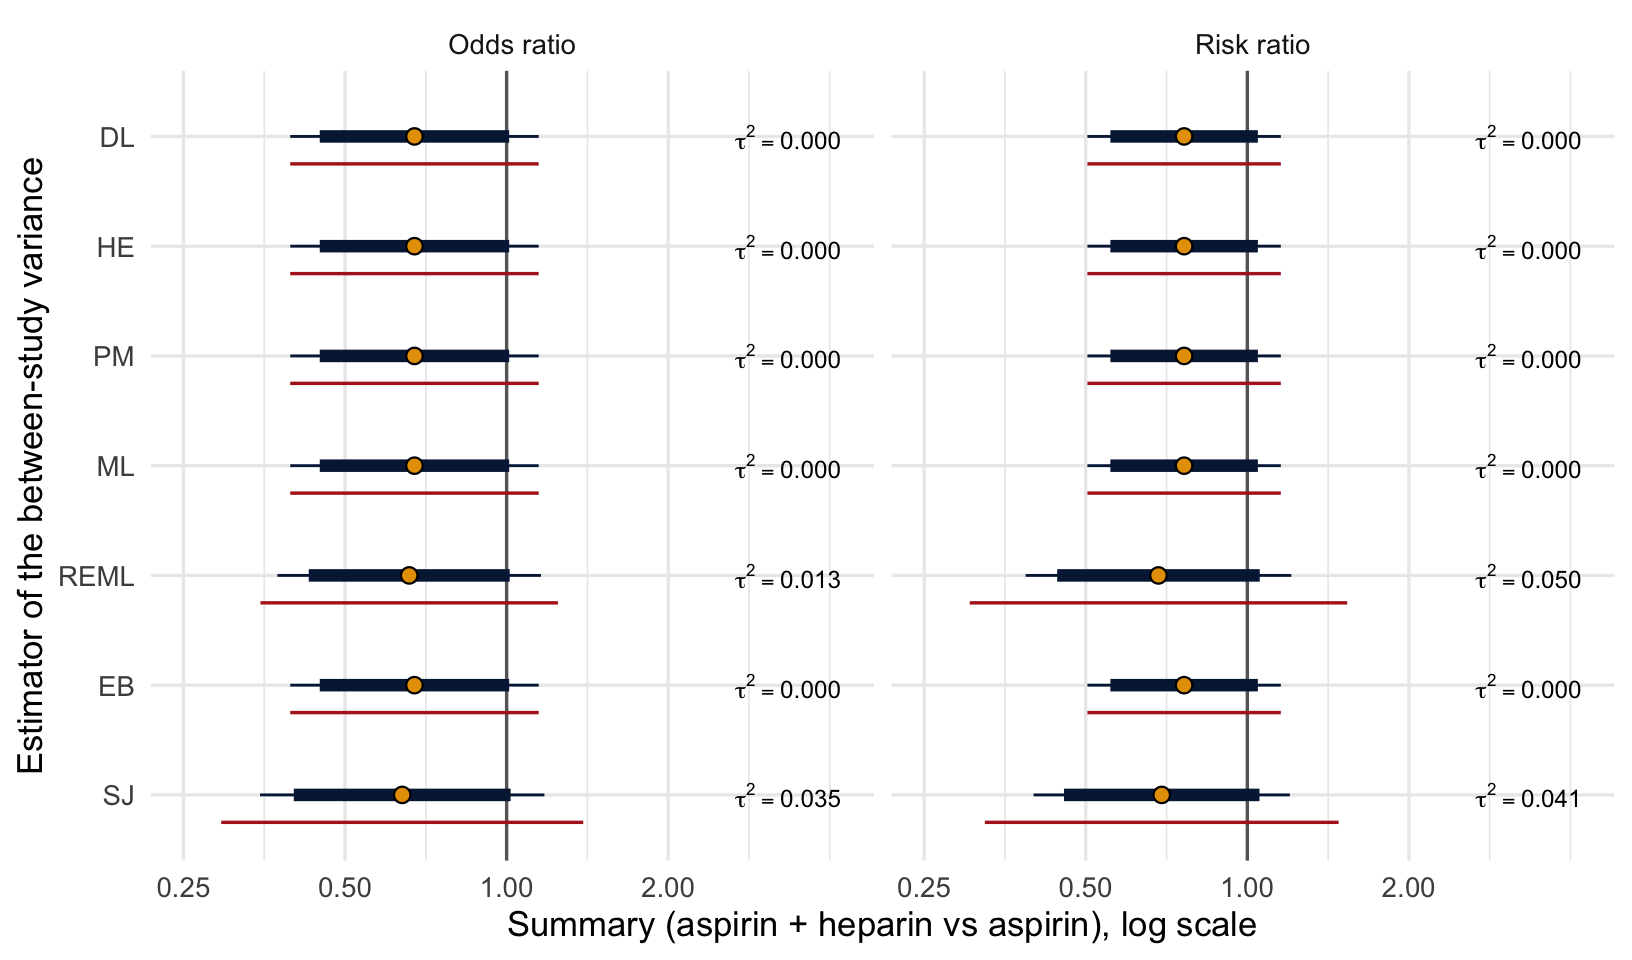 Odds ratio
Risk ratio
Estimator of the between-study variance
DL
τ² = 0.000
τ² = 0.000
HE
τ² = 0.000
τ² = 0.000
PM
τ² = 0.000
τ² = 0.000
ML
τ² = 0.000
τ² = 0.000
REML
τ² = 0.013
τ² = 0.050
EB
τ² = 0.000
τ² = 0.000
SJ
τ² = 0.035
τ² = 0.041
0.25 0.50 1.00 2.00
0.25 0.50 1.00 2.00
Summary (aspirin + heparin vs aspirin), log scale